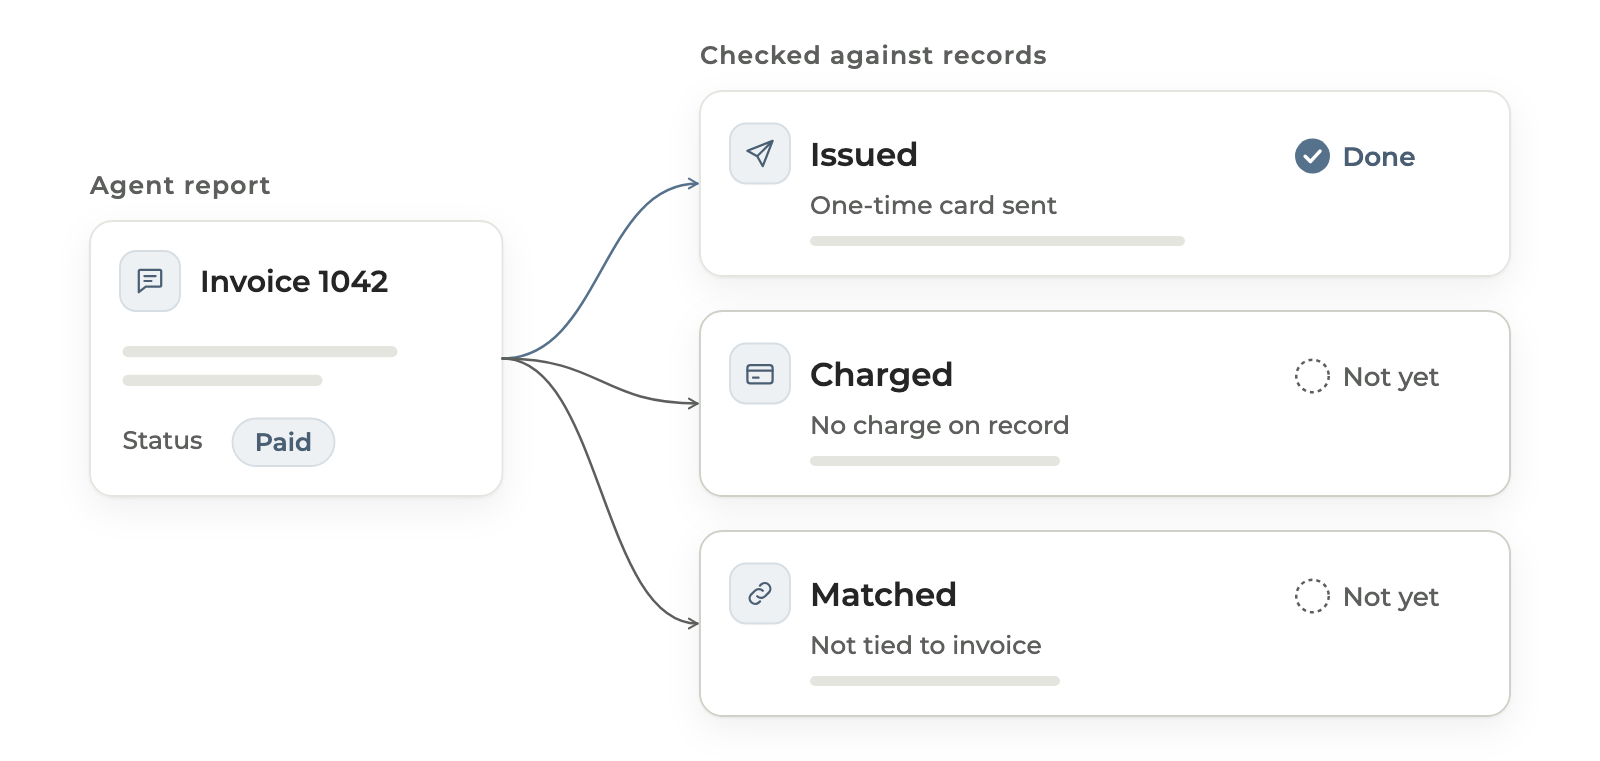 Checked against records
Agent report
Invoice 1042
Status
Paid
Issued
Done
One-time card sent
Charged
Not yet
No charge on record
Matched
Not yet
Not tied to invoice